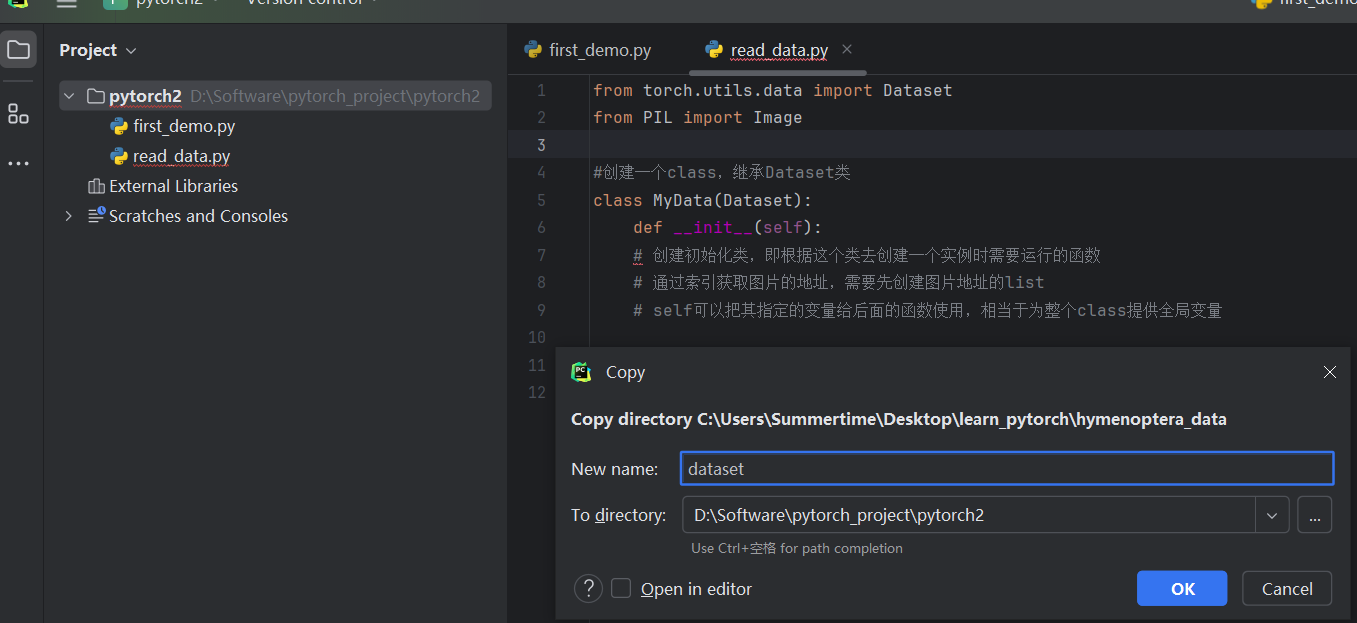 pytorch2 Version control first_demo
Project
first_demo.py read_data.py
pytorch2 D:\Software\pytorch_project\pytorch2
first_demo.py
read_data.py
External Libraries
Scratches and Consoles
1 from torch.utils.data import Dataset
2 from PIL import Image
3
4 #创建一个class，继承Dataset类
5 class MyData(Dataset):
6 def __init__(self):
7 # 创建初始化类，即根据这个类去创建一个实例时需要运行的函数
8 # 通过索引获取图片的地址，需要先创建图片地址的list
9 # self可以把其指定的变量给后面的函数使用，相当于为整个class提供全局变量
10
11
12
PC Copy
Copy directory C:\Users\Summertime\Desktop\learn_pytorch\hymenoptera_data
New name: dataset
To directory: D:\Software\pytorch_project\pytorch2 ...
Use Ctrl+空格 for path completion
? Open in editor OK Cancel